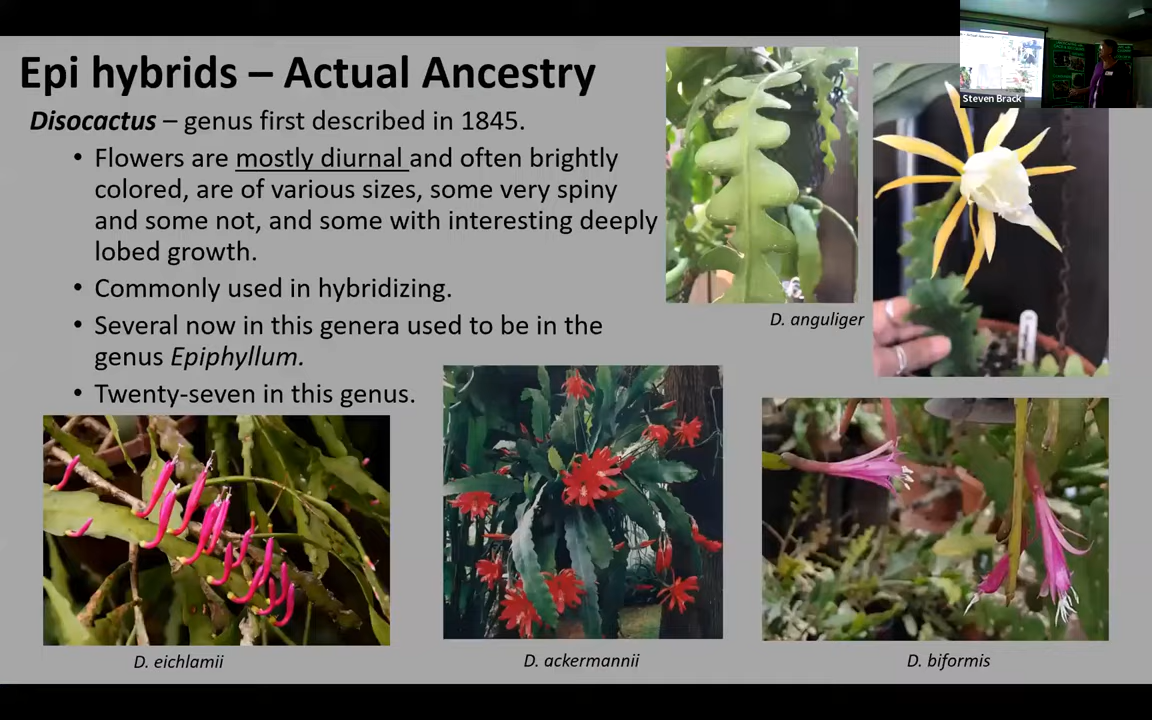 Epi hybrids – Actual Ancestry
Steven Brack
Disocactus – genus first described in 1845.
• Flowers are mostly diurnal and often brightly
colored, are of various sizes, some very spiny
and some not, and some with interesting deeply
lobed growth.
• Commonly used in hybridizing.
• Several now in this genera used to be in the
genus Epiphyllum.
• Twenty-seven in this genus.
D. anguliger
D. eichlamii
D. ackermannii
D. biformis